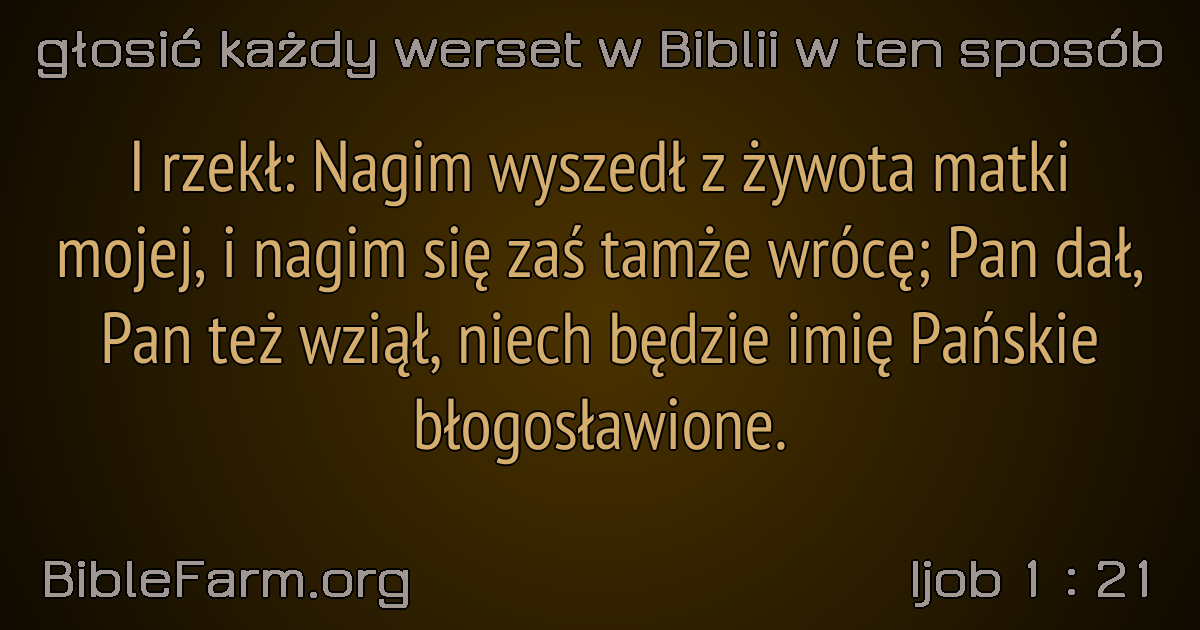 głosić każdy werset w Biblii w ten sposób
I rzekł: Nagim wyszedł z żywota matki
mojej, i nagim się zaś tamże wrócę; Pan dał,
Pan też wziął, niech będzie imię Pańskie
błogosławione.
BibleFarm.org
Ijob 1 : 21